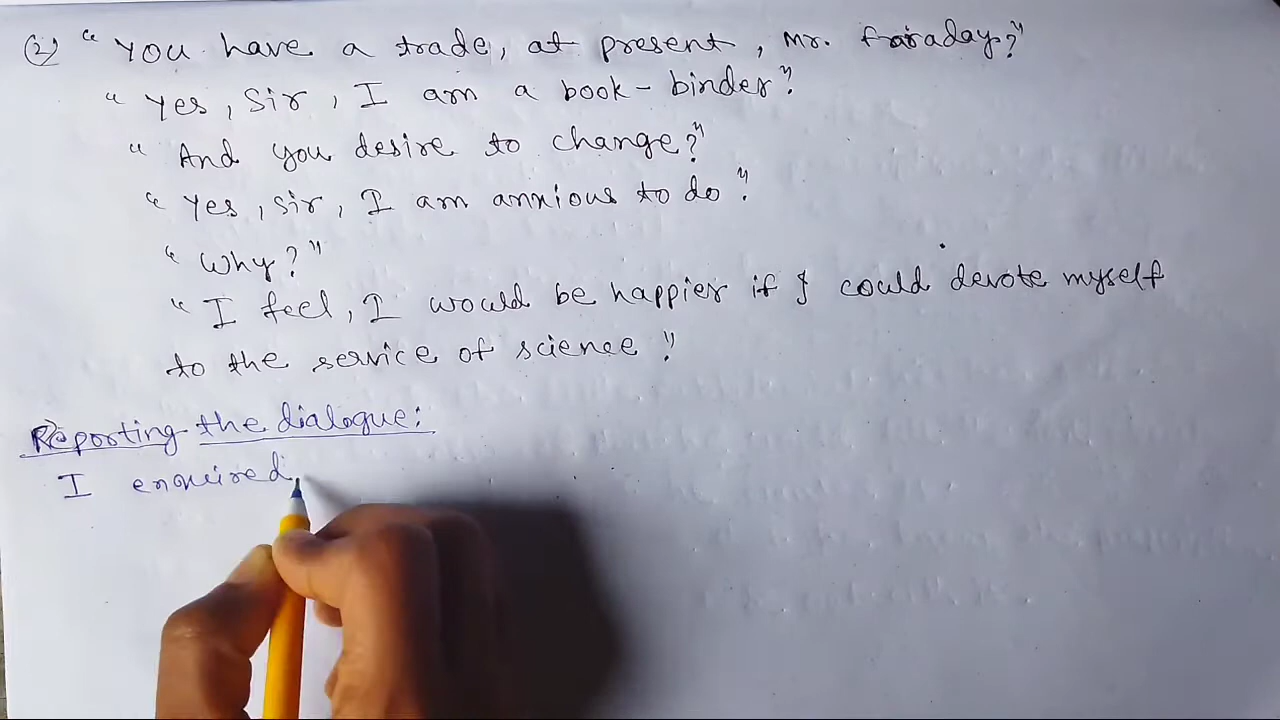 (2) "You have a trade, at present, Mr. Faraday?"
"Yes, Sir, I am a book-binder".
"And you desire to change?"
"Yes, Sir, I am anxious to do".
"Why?"
"I feel, I would be happier if I could devote myself
to the service of science".
Reporting the dialogue:
I enquired